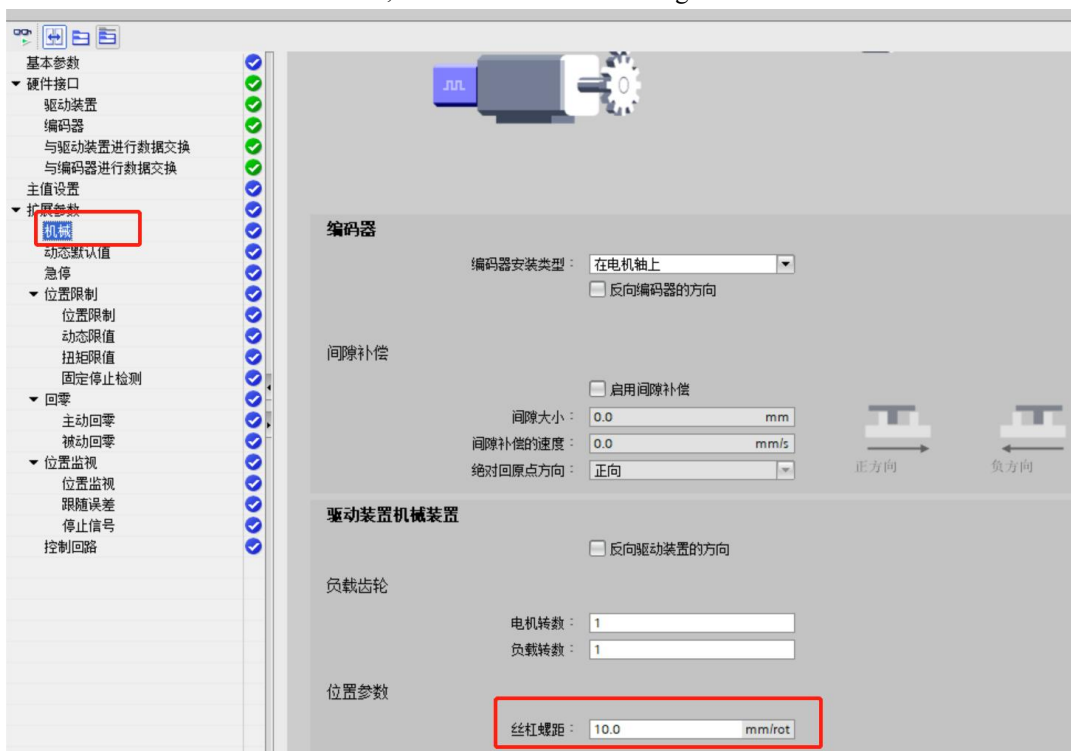 基本参数
硬件接口
驱动装置
编码器
与驱动装置进行数据交换
与编码器进行数据交换
主值设置
扩展参数
机械
动态默认值
急停
位置限制
位置限制
动态限值
扭矩限值
固定停止检测
回零
主动回零
被动回零
位置监视
位置监视
跟随误差
停止信号
控制回路
编码器
编码器安装类型： 在电机轴上
反向编码器的方向
间隙补偿
启用间隙补偿
间隙大小： 0.0 mm
间隙补偿的速度： 0.0 mm/s
绝对回原点方向： 正向
正方向 负方向
驱动装置机械装置
反向驱动装置的方向
负载齿轮
电机转数： 1
负载转数： 1
位置参数
丝杠螺距： 10.0 mm/rot